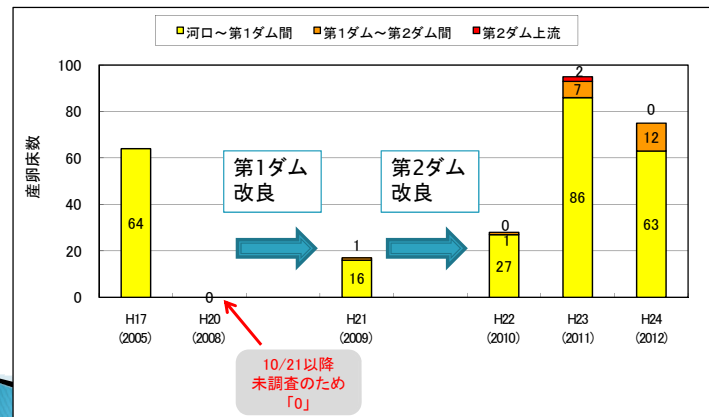 河口～第1ダム間 第1ダム～第2ダム間 第2ダム上流
産卵床数
100
80
60
40
20
0
第1ダム
改良
第2ダム
改良
64
0
1
16
0
1
27
2
7
86
0
12
63
H17 H20 H21 H22 H23 H24
(2005) (2008) (2009) (2010) (2011) (2012)
10/21以降
未調査のため
「0」